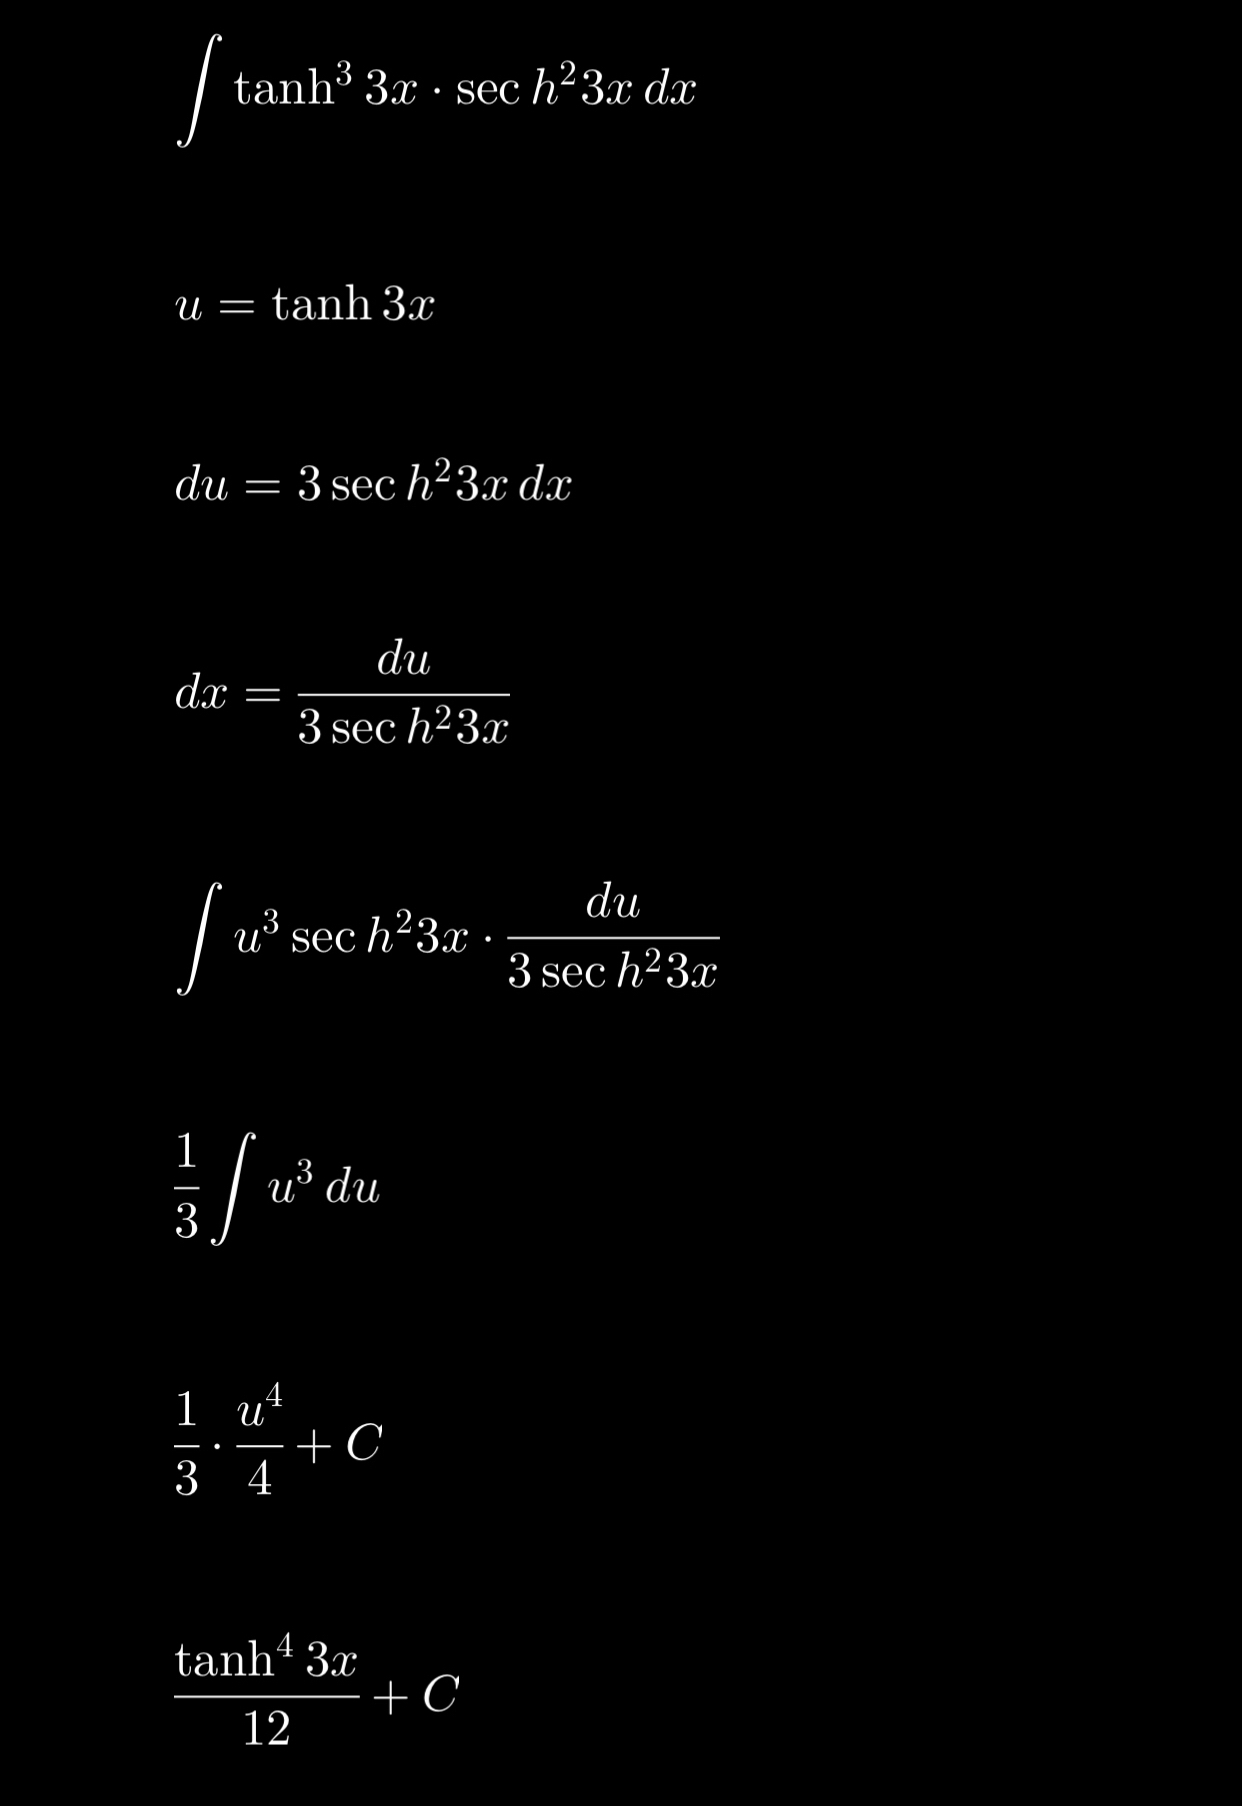 ∫ tanh³ 3x · sec h²3x dx
u = tanh 3x
du = 3 sec h²3x dx
dx = du / 3 sec h²3x
∫ u³ sec h²3x · du / 3 sec h²3x
1/3 ∫ u³ du
1/3 · u⁴/4 + C
tanh⁴ 3x / 12 + C